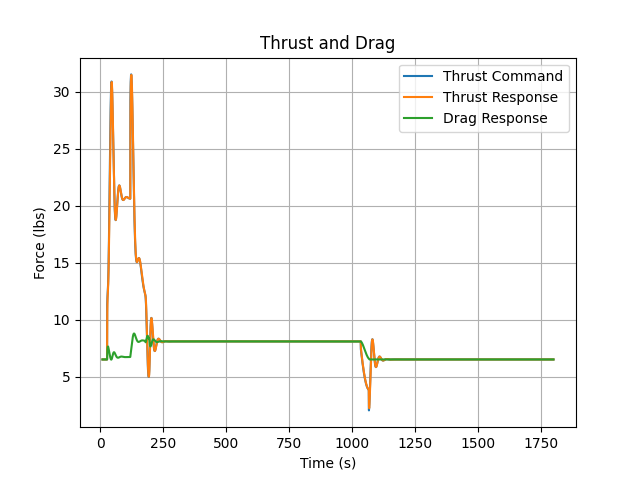 Thrust and Drag
Thrust Command
Thrust Response
Drag Response
Force (lbs)
30
25
20
15
10
5
0 250 500 750 1000 1250 1500 1750
Time (s)